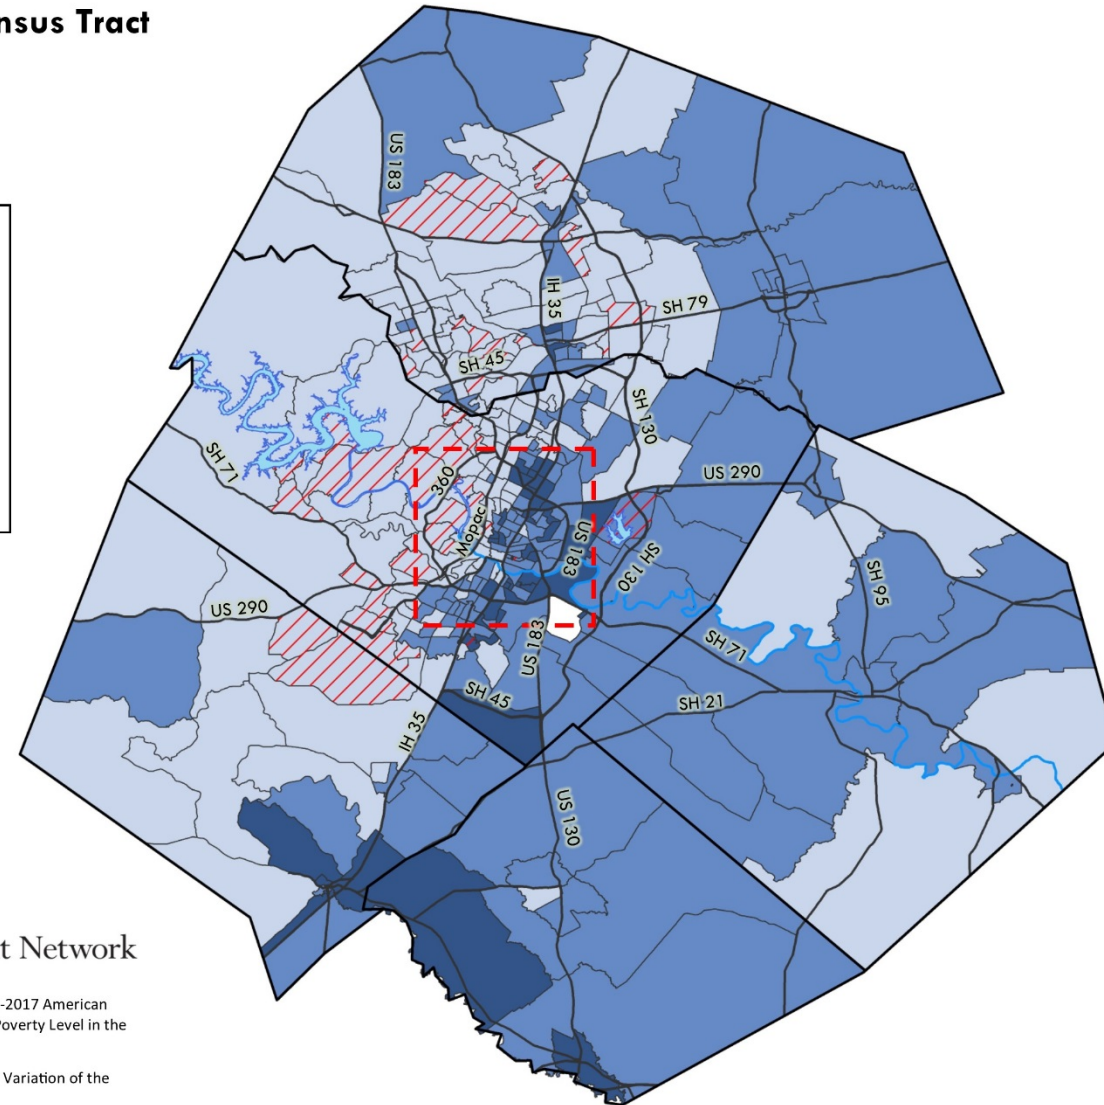 nsus Tract
US 183
IH 35
SH 79
SH 45
SH 130
SH 71
360
US 290
Mopac
US 183
SH 130
SH 95
US 290
US 183
SH 71
SH 45
SH 21
IH 35
US 130
t Network
-2017 American
Poverty Level in the
Variation of the